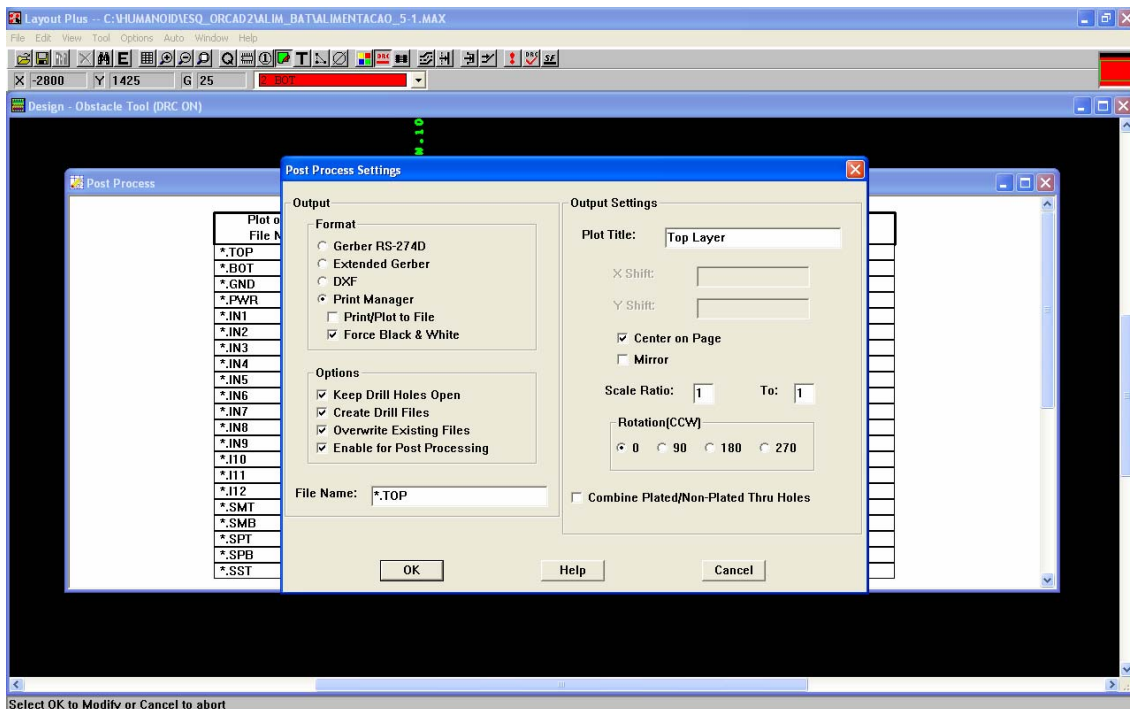 Layout Plus -- C:\HUMANOID\ESQ_ORCAD2\ALIM_BAT\ALIMENTACAO_5-1.MAX
File Edit View Tool Options Auto Window Help
X -2800 Y 1425 G 25 2 BOT
Design - Obstacle Tool (DRC ON)
Post Process
Plot o
File N
*.TOP
*.BOT
*.GND
*.PWR
*.IN1
*.IN2
*.IN3
*.IN4
*.IN5
*.IN6
*.IN7
*.IN8
*.IN9
*.I10
*.I11
*.I12
*.SMT
*.SMB
*.SPT
*.SPB
*.SST
Post Process Settings
Output
Format
Gerber RS-274D
Extended Gerber
DXF
Print Manager
Print/Plot to File
Force Black & White
Options
Keep Drill Holes Open
Create Drill Files
Overwrite Existing Files
Enable for Post Processing
File Name: *.TOP
Output Settings
Plot Title: Top Layer
X Shift:
Y Shift:
Center on Page
Mirror
Scale Ratio: 1 To: 1
Rotation(CCW)
0 90 180 270
Combine Plated/Non-Plated Thru Holes
OK Help Cancel
Select OK to Modify or Cancel to abort